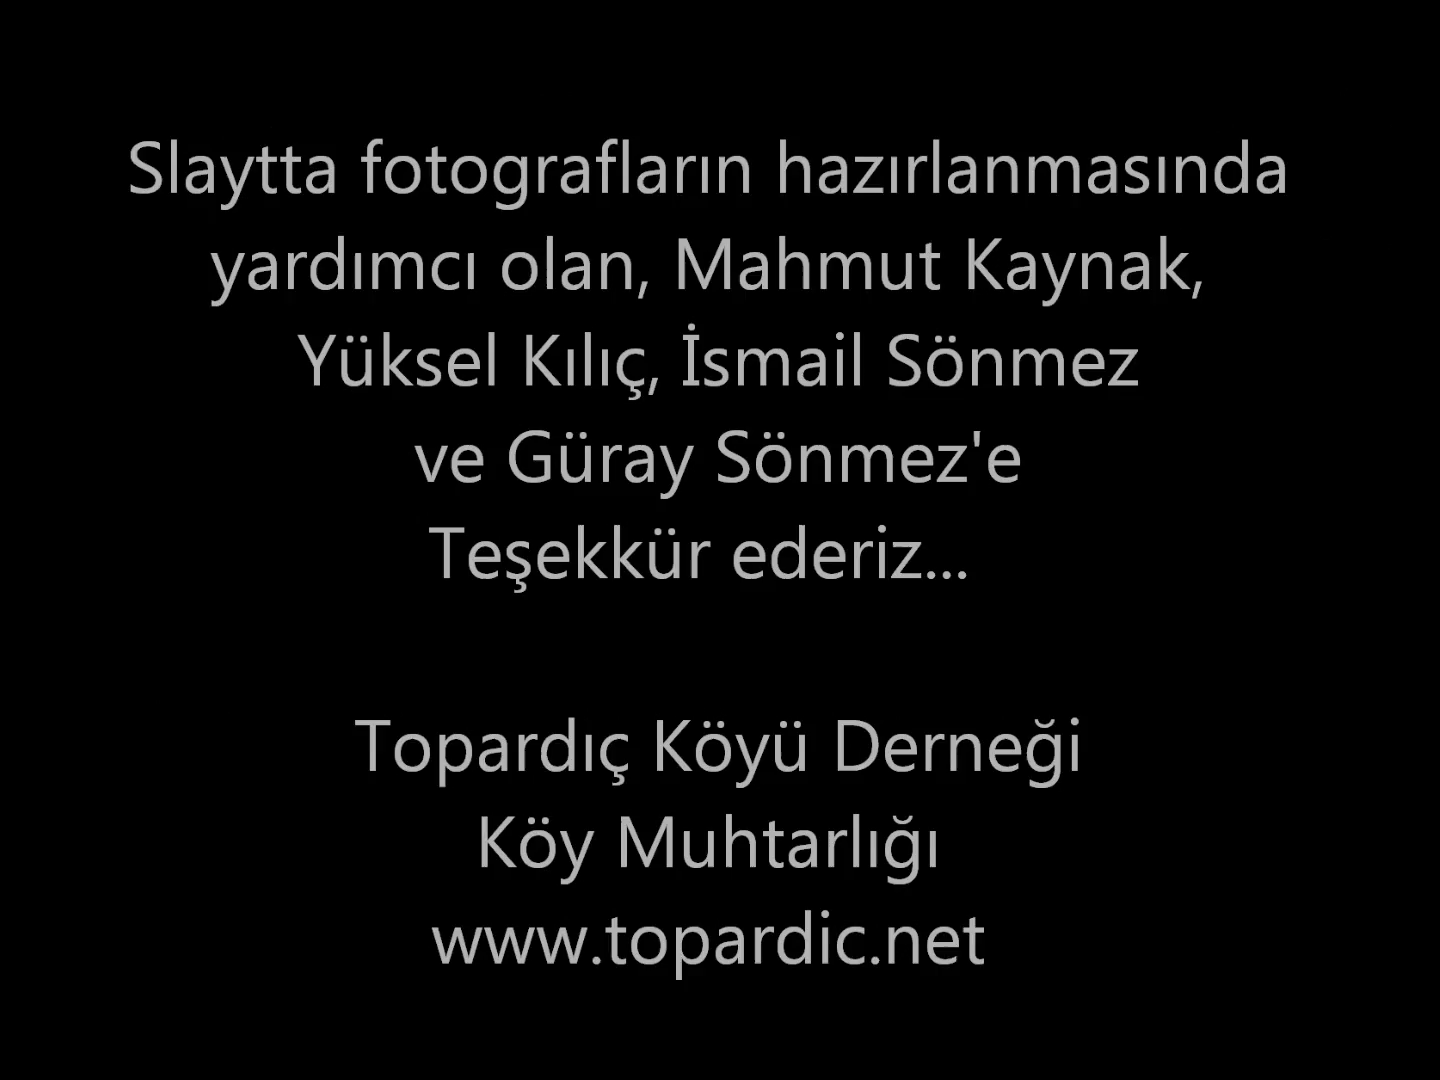 Slaytta fotografların hazırlanmasında
yardımcı olan, Mahmut Kaynak,
Yüksel Kılıç, İsmail Sönmez
ve Güray Sönmez'e
Teşekkür ederiz...
Topardıç Köyü Derneği
Köy Muhtarlığı
www.topardic.net